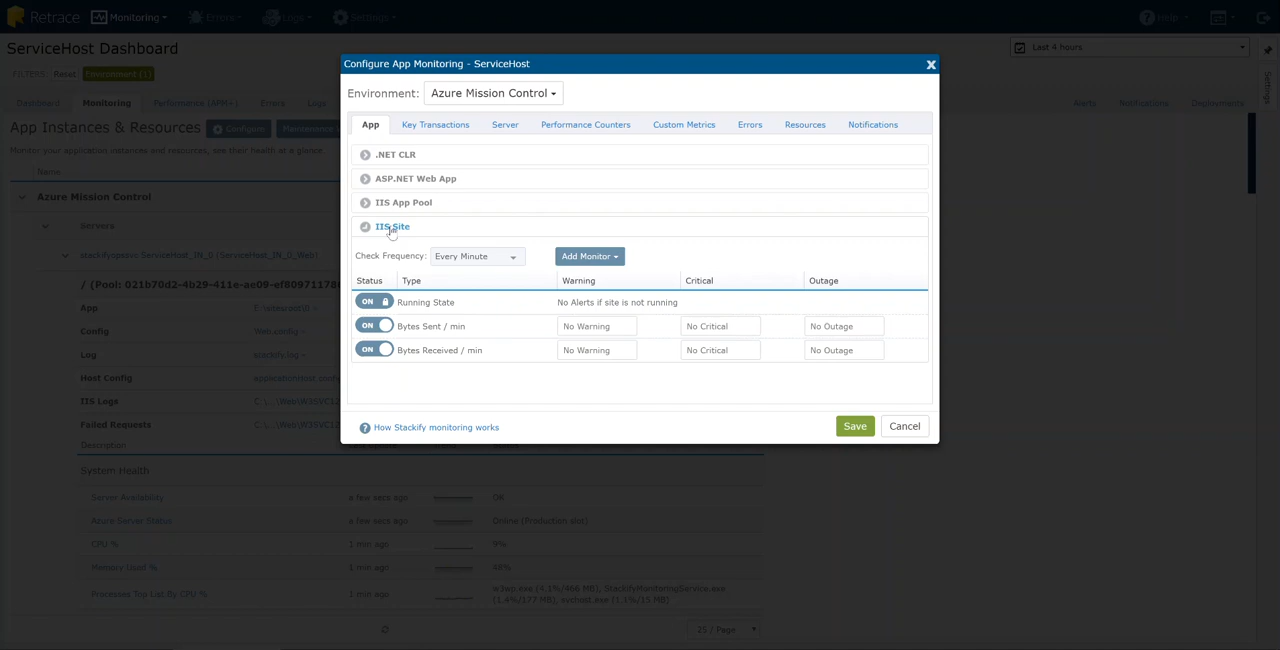 Retrace Monitoring Errors Logs Settings Help
ServiceHost Dashboard
Last 4 hours
FILTERS: Reset Environment (1)
Settings
Dashboard Monitoring Performance (APM+) Errors Logs Alerts Notifications Deployments
App Instances & Resources Configure Maintenance
Monitor your application instances and resources, see their health at a glance
Name
Azure Mission Control
Servers
/ (Pool: 021b70d2-4b29-411e-ae09-ef809711786
App E:\sitesroot\0
Config Web.config
Log stackify.log
Host Config applicationHost.config
IIS Logs
Failed Requests
Description
System Health
Server Availability a few secs ago OK
Azure Server Status a few secs ago Online (Production slot)
CPU % 1 min ago 9%
Memory Used % 1 min ago 48%
Processes Top List By CPU % 1 min ago w3wp.exe (4.1%/466 MB), StackifyMonitoringService.exe
(1.4%/177 MB), svchost.exe (1.1%/15 MB)
25 / Page
Configure App Monitoring - ServiceHost
Environment: Azure Mission Control
App Key Transactions Server Performance Counters Custom Metrics Errors Resources Notifications
.NET CLR
ASP.NET Web App
IIS App Pool
IIS Site
Check Frequency: Every Minute Add Monitor
Status Type Warning Critical Outage
ON Running State No Alerts if site is not running
ON Bytes Sent / min No Warning No Critical No Outage
ON Bytes Received / min No Warning No Critical No Outage
How Stackify monitoring works Save Cancel